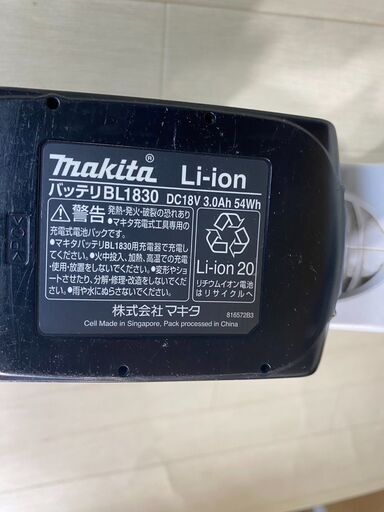 makita® Li-ion
バッテリBL1830 DC18V 3.0Ah 54Wh
⚠警告 発熱・発火・破裂の恐れあり
・マキタ充電式工具専用の
充電式電池パックです。
・マキタバッテリBL1830用充電器で充電し
てください。・火中投入、加熱、高温での充電
・使用・放置をしないでください。・変形やショ
ートさせたり、分解・修理・改造をしないくだ
さい。・雨や水にぬらさないでください。
Li-ion 20
リチウムイオン電池
はリサイクルへ
株式会社マキタ
Cell Made in Singapore, Pack processed in China
816572B3